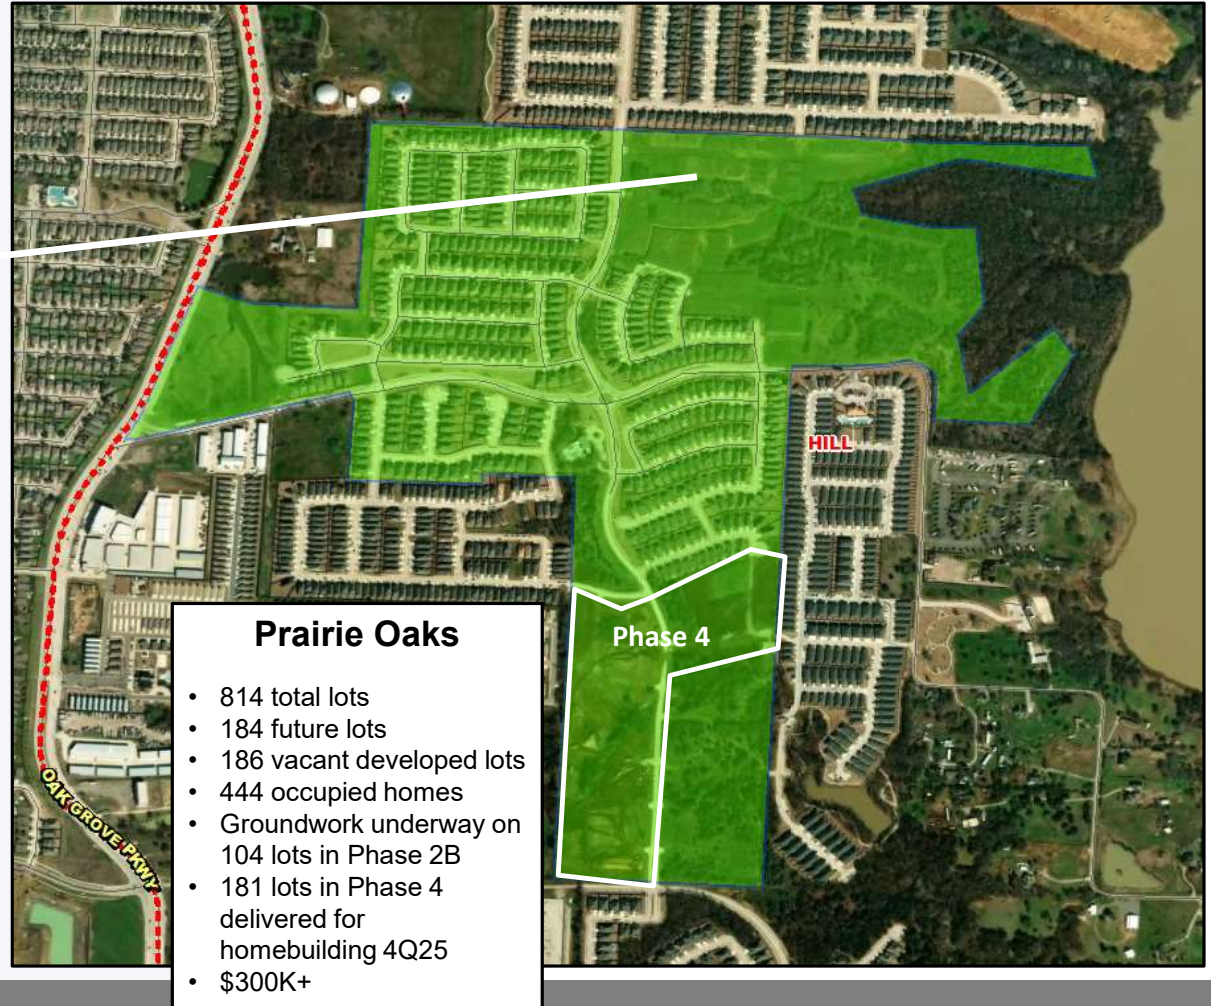 HILL
Phase 4
OAK GROVE PKWY
Prairie Oaks
• 814 total lots
• 184 future lots
• 186 vacant developed lots
• 444 occupied homes
• Groundwork underway on
104 lots in Phase 2B
• 181 lots in Phase 4
delivered for
homebuilding 4Q25
• $300K+